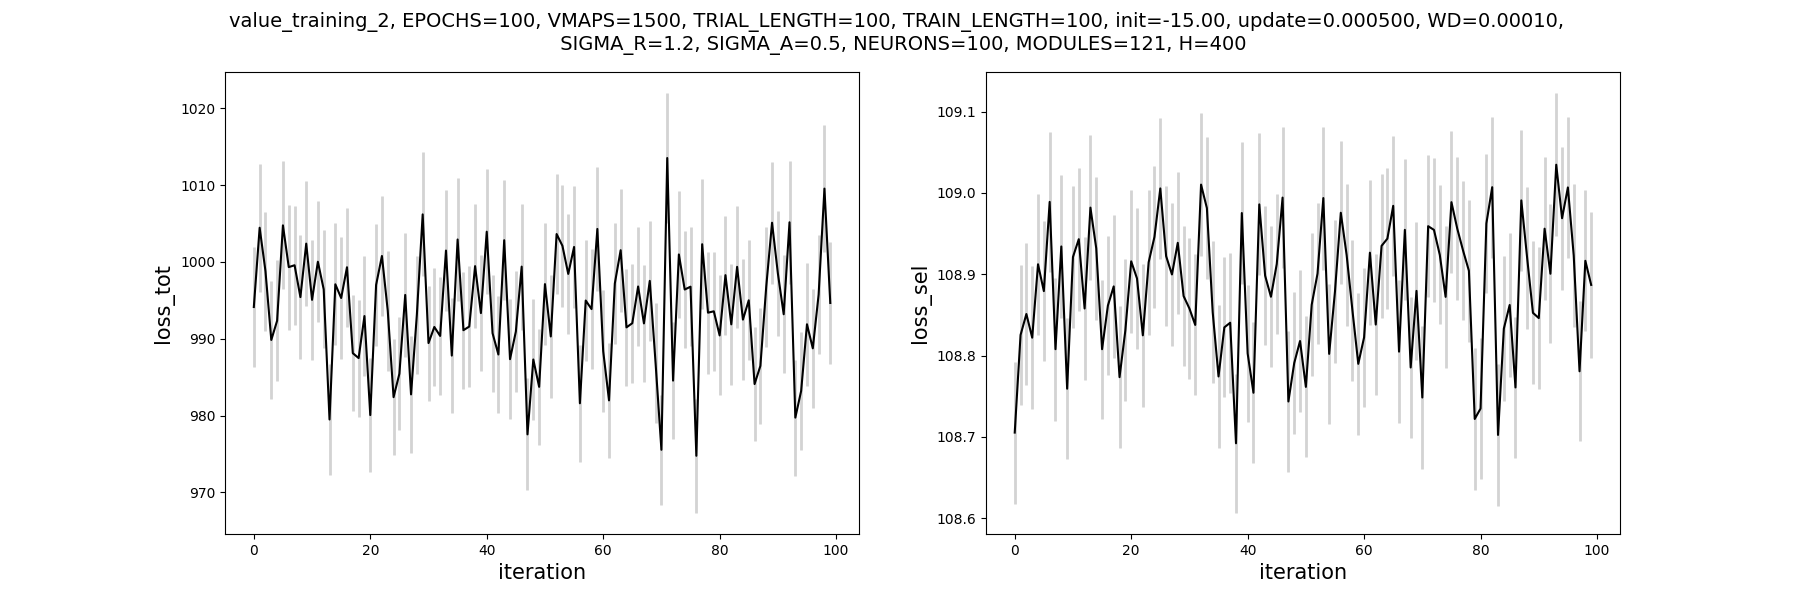 value_training_2, EPOCHS=100, VMAPS=1500, TRIAL_LENGTH=100, TRAIN_LENGTH=100, init=-15.00, update=0.000500, WD=0.00010,
SIGMA_R=1.2, SIGMA_A=0.5, NEURONS=100, MODULES=121, H=400
loss_tot
1020
1010
1000
990
980
970
0 20 40 60 80 100
iteration
loss_sel
109.1
109.0
108.9
108.8
108.7
108.6
0 20 40 60 80 100
iteration